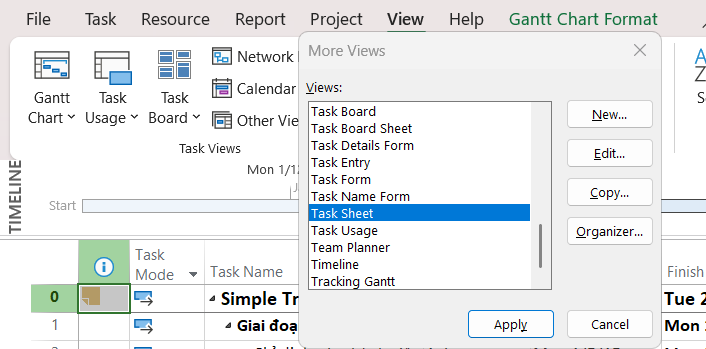 File Task Resource Report Project View Help Gantt Chart Format
More Views
Views:
Task Board
Task Board Sheet
Task Details Form
Task Entry
Task Form
Task Name Form
Task Sheet
Task Usage
Team Planner
Timeline
Tracking Gantt
New...
Edit...
Copy...
Organizer...
Apply
Cancel
Gantt
Chart
Task
Usage
Task
Board
Network
Calendar
Other Vie
Task Views
TIMELINE
Mon 1/12
Start
Task
Mode
Task Name
Finish
0 Simple Tr Tue 2
1 Giai đoạ Mon